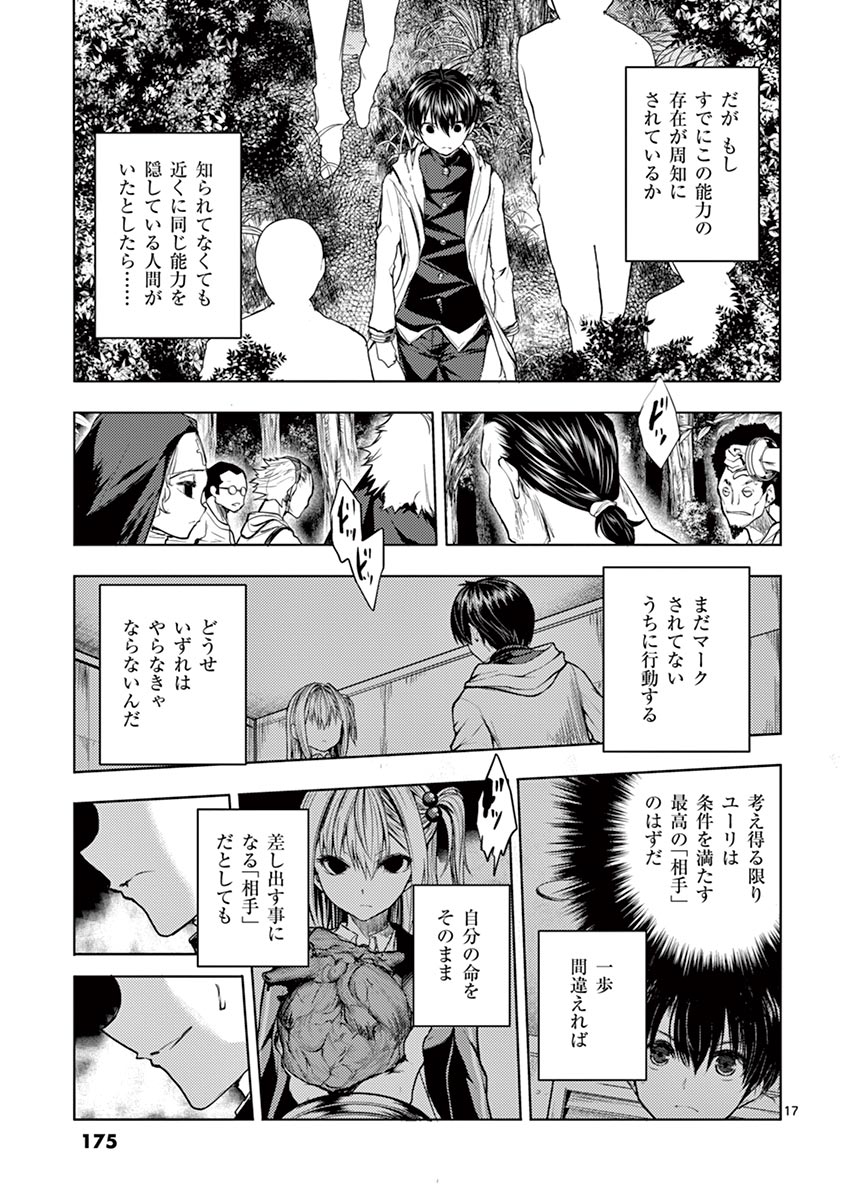 だが もし
すでにこの能力の
存在が周知に
されているか
知られてなくても
近くに同じ能力を
隠している人間が
いたとしたら……
ドッ
ドッ
まだマーク
されてない
うちに行動する
どうせ
いずれは
やらなきゃ
ならないんだ
考え得る限り
ユーリは
条件を満たす
最高の「相手」
のはずだ
一歩
間違えれば
ドッ
自分の命を
そのまま
差し出す事に
なる「相手」
だとしても
17
175